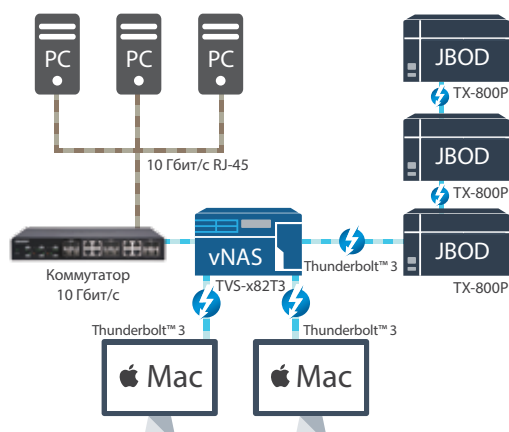 PC PC PC
JBOD
TX-800P
JBOD
TX-800P
JBOD
TX-800P
10 Гбит/с RJ-45
Коммутатор
10 Гбит/с
vNAS
TVS-x82T3
Thunderbolt™ 3
Thunderbolt™ 3
Thunderbolt™ 3
Mac
Mac